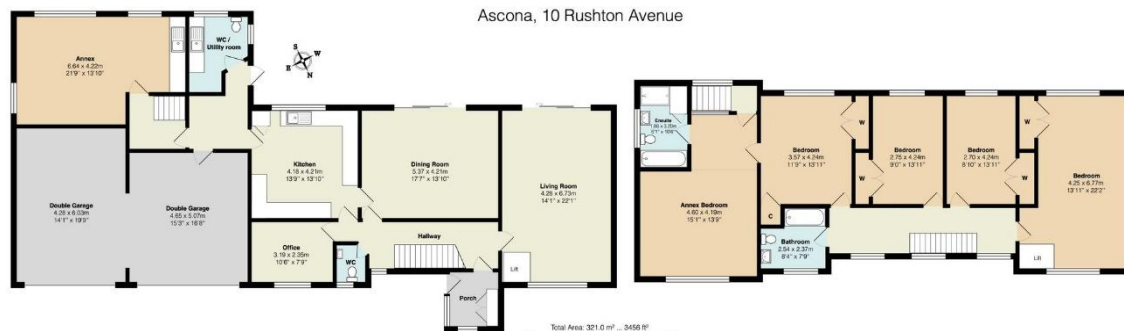 Ascona, 10 Rushton Avenue
Annex
6.64 x 4.22m
21'9" x 13'10"
WC /
Utility room
S
W
E
N
Kitchen
4.18 x 4.21m
13'9" x 13'10"
Dining Room
5.37 x 4.21m
17'7" x 13'10"
Living Room
4.28 x 6.73m
14'1" x 22'1"
Double Garage
4.28 x 6.03m
14'1" x 19'9"
Double Garage
4.65 x 5.07m
15'3" x 16'8"
Office
3.19 x 2.35m
10'6" x 7'9"
WC
Hallway
Lift
Porch
Ensuite
Annex Bedroom
4.60 x 4.19m
15'1" x 13'9"
Bedroom
3.57 x 4.24m
11'9" x 13'11"
W
W
Bedroom
2.75 x 4.24m
9'0" x 13'11"
Bedroom
2.70 x 4.24m
8'10" x 13'11"
W
W
Bedroom
4.25 x 6.77m
13'11" x 22'2"
C
Bathroom
2.54 x 2.37m
8'4" x 7'9"
Lift
Total Area: 321.0 m² ... 3456 ft²